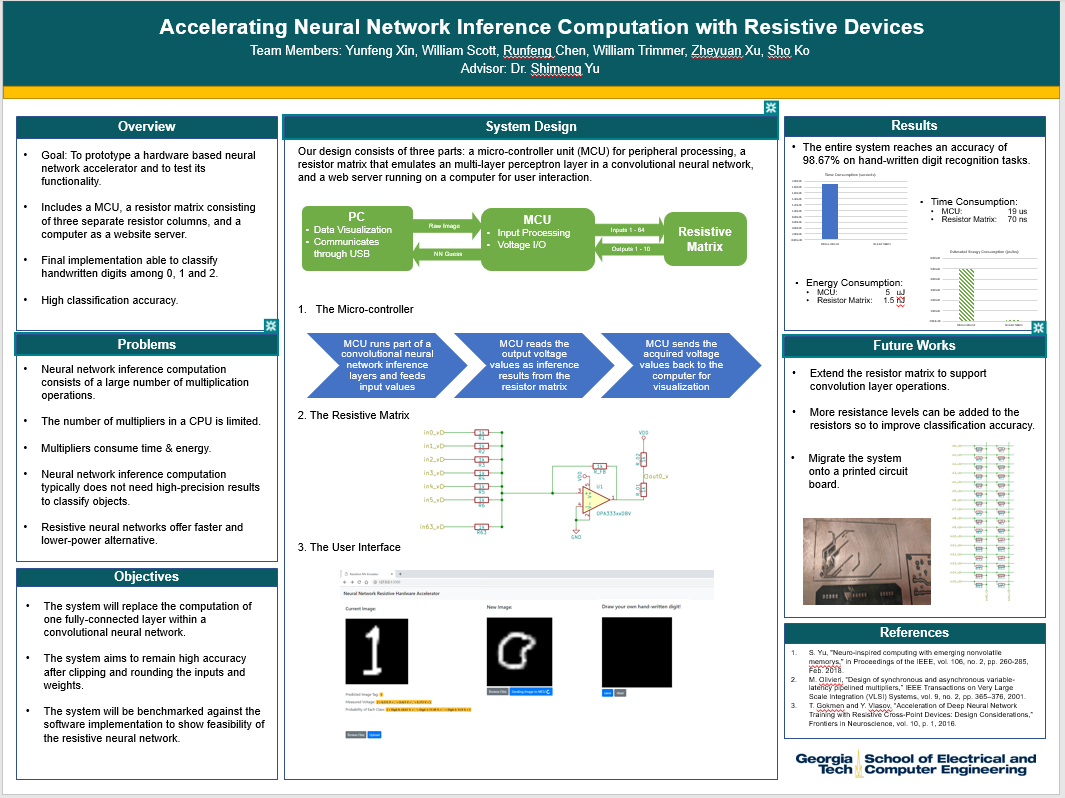 Accelerating Neural Network Inference Computation with Resistive Devices
Team Members: Yunfeng Xin, William Scott, Runfeng Chen, William Trimmer, Zheyuan Xu, Sho Ko
Advisor: Dr. Shimeng Yu
Overview
• Goal: To prototype a hardware based neural
network accelerator and to test its
functionality.
• Includes a MCU, a resistor matrix consisting
of three separate resistor columns, and a
computer as a website server.
• Final implementation able to classify
handwritten digits among 0, 1 and 2.
• High classification accuracy.
Problems
• Neural network inference computation
consists of a large number of multiplication
operations.
• The number of multipliers in a CPU is limited.
• Multipliers consume time & energy.
• Neural network inference computation
typically does not need high-precision results
to classify objects.
• Resistive neural networks offer faster and
lower-power alternative.
Objectives
• The system will replace the computation of
one fully-connected layer within a
convolutional neural network.
• The system aims to remain high accuracy
after clipping and rounding the inputs and
weights.
• The system will be benchmarked against the
software implementation to show feasibility of
the resistive neural network.
System Design
Our design consists of three parts: a micro-controller unit (MCU) for peripheral processing, a
resistor matrix that emulates an multi-layer perceptron layer in a convolutional neural network,
and a web server running on a computer for user interaction.
PC
• Data Visualization
• Communicates
through USB
Raw Image
NN Guess
MCU
• Input Processing
• Voltage I/O
Inputs 1 - 64
Outputs 1 - 10
Resistive
Matrix
1. The Micro-controller
MCU runs part of a
convolutional neural
network inference
layers and feeds
input values
MCU reads the
output voltage
values as inference
results from the
resistor matrix
MCU sends the
acquired voltage
values back to the
computer for
visualization
2. The Resistive Matrix
in0_x
R1
in1_x
R2
in2_x
R3
in3_x
R4
in4_x
R5
in5_x
R6
in63_x
R63
R_FB
VDD
U1
OPA333xxDBV
GND
VDD
out0_x
3. The User Interface
Neural Network Resistive Hardware Accelerator
Current Image:
New Image:
Draw your own hand-written digit!
Predicted Image Tag:
Measured Voltage:
Probability of Each Class:
Results
• The entire system reaches an accuracy of
98.67% on hand-written digit recognition tasks.
Time Consumption (seconds)
• Time Consumption:
• MCU: 19 us
• Resistor Matrix: 70 ns
Estimated Energy Consumption (Joules)
• Energy Consumption:
• MCU: 5 uJ
• Resistor Matrix: 1.5 nJ
Future Works
• Extend the resistor matrix to support
convolution layer operations.
• More resistance levels can be added to the
resistors so to improve classification accuracy.
• Migrate the system
onto a printed circuit
board.
References
1. S. Yu, "Neuro-inspired computing with emerging nonvolatile
memorys," in Proceedings of the IEEE, vol. 106, no. 2, pp. 260-285,
Feb. 2018.
2. M. Olivieri, "Design of synchronous and asynchronous variable-
latency pipelined multipliers," IEEE Transactions on Very Large
Scale Integration (VLSI) Systems, vol. 9, no. 2, pp. 365–376, 2001.
3. T. Gokmen and Y. Vlasov, "Acceleration of Deep Neural Network
Training with Resistive Cross-Point Devices: Design Considerations,"
Frontiers in Neuroscience, vol. 10, p. 1, 2016.
Georgia Tech School of Electrical and
Computer Engineering